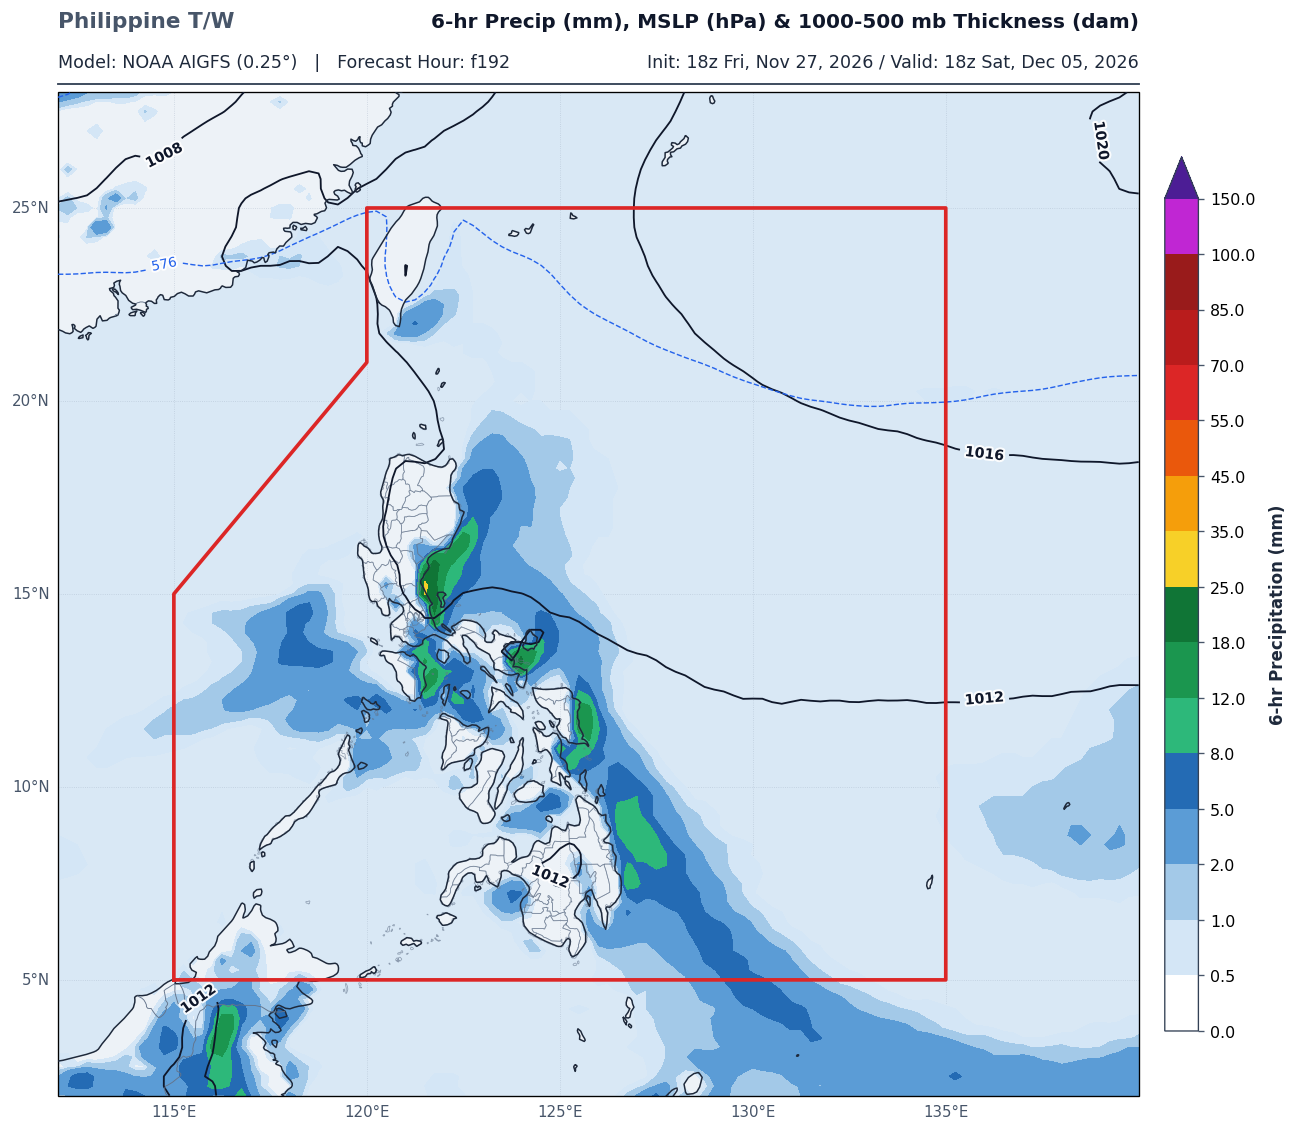 Philippine T/W
6-hr Precip (mm), MSLP (hPa) & 1000-500 mb Thickness (dam)
Model: NOAA AIGFS (0.25°) | Forecast Hour: f192
Init: 18z Fri, Nov 27, 2026 / Valid: 18z Sat, Dec 05, 2026
1008
1020
25°N
576
20°N
1016
15°N
1012
10°N
1012
5°N
1012
115°E
120°E
125°E
130°E
135°E
150.0
100.0
85.0
70.0
55.0
45.0
35.0
25.0
18.0
12.0
8.0
5.0
2.0
1.0
0.5
0.0
6-hr Precipitation (mm)